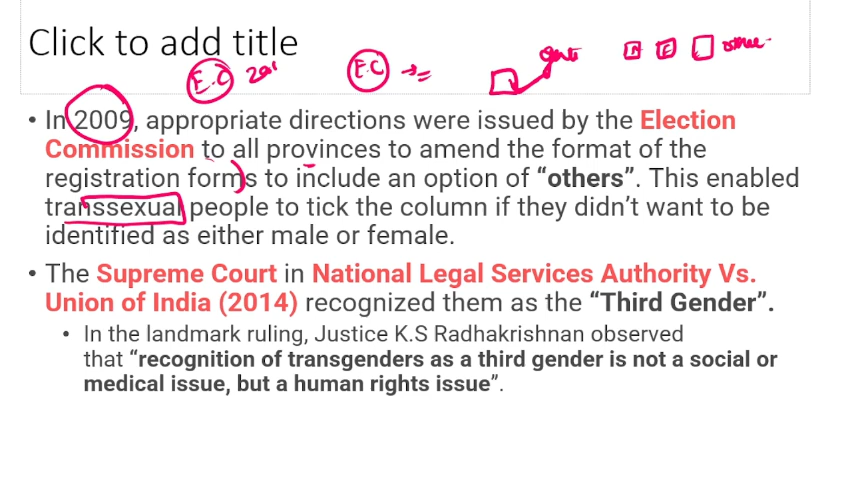 Click to add title
E.C
E.C
• In 2009, appropriate directions were issued by the Election
Commission to all provinces to amend the format of the
registration forms to include an option of “others”. This enabled
transsexual people to tick the column if they didn’t want to be
identified as either male or female.
• The Supreme Court in National Legal Services Authority Vs.
Union of India (2014) recognized them as the “Third Gender”.
• In the landmark ruling, Justice K.S Radhakrishnan observed
that “recognition of transgenders as a third gender is not a social or
medical issue, but a human rights issue”.